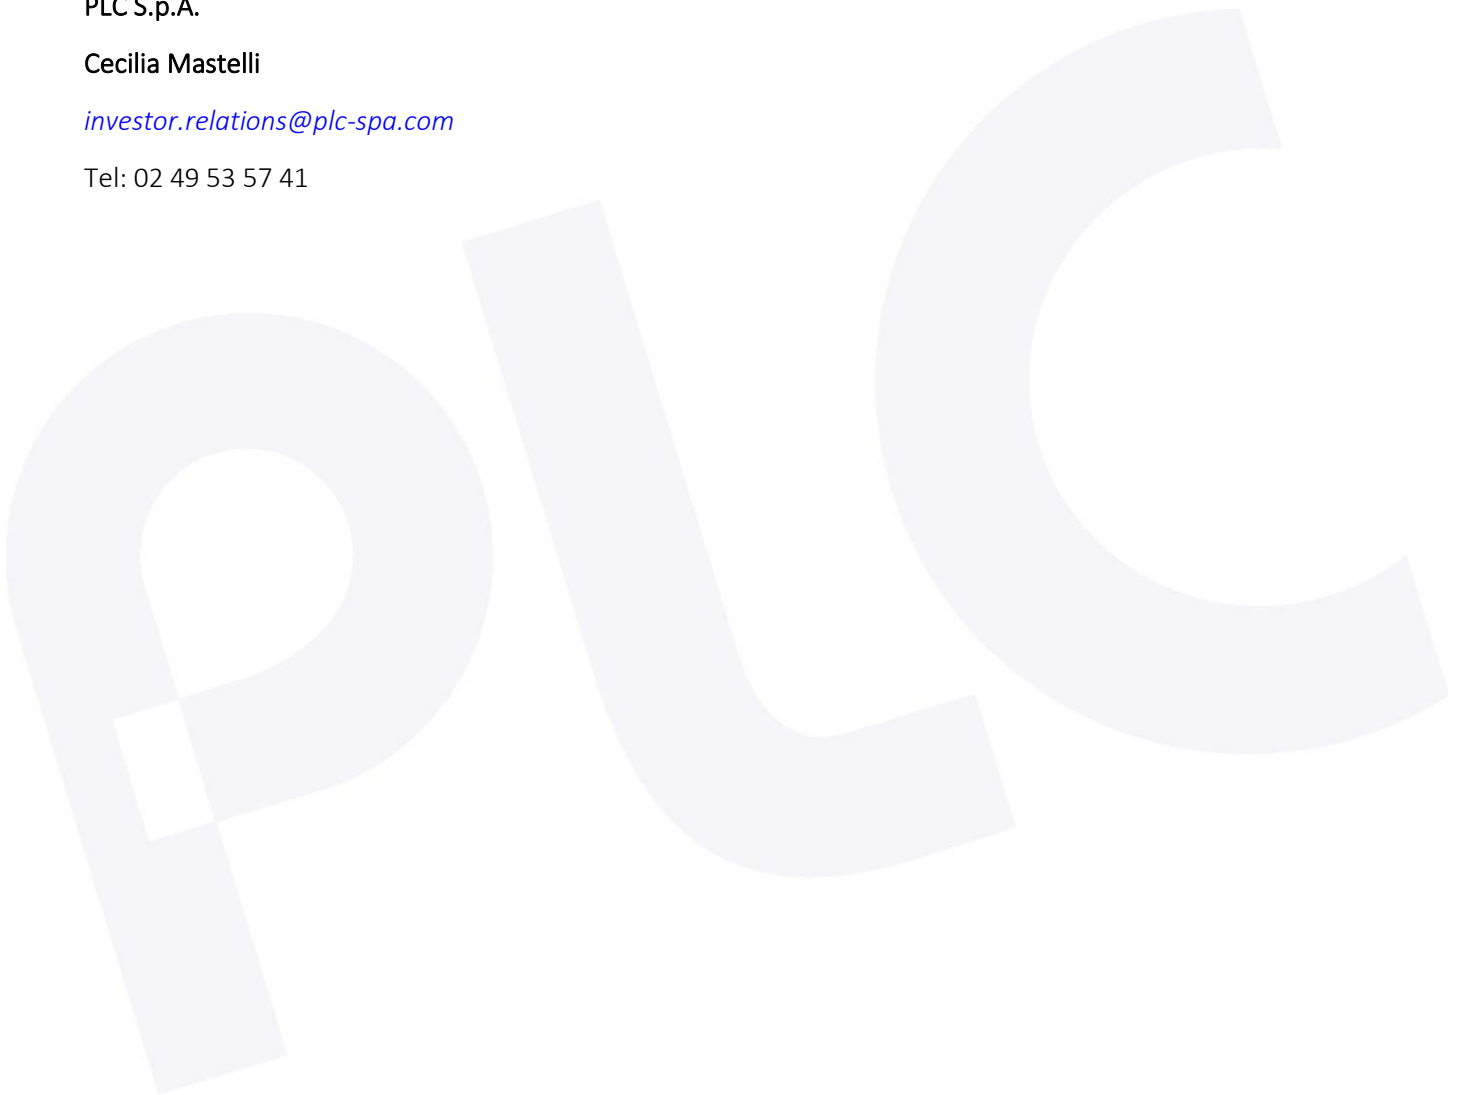 PLC S.p.A.
Cecilia Mastelli
investor.relations@plc-spa.com
Tel: 02 49 53 57 41
PLC